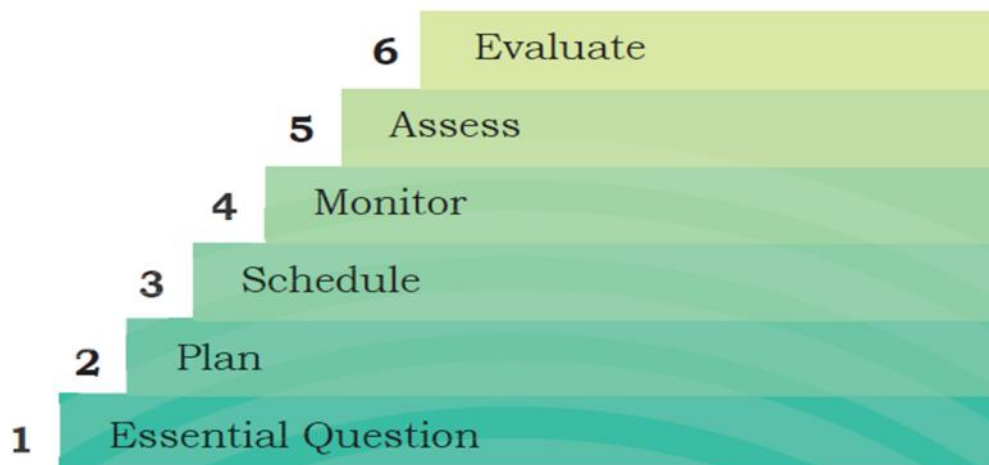 6 Evaluate
5 Assess
4 Monitor
3 Schedule
2 Plan
1 Essential Question